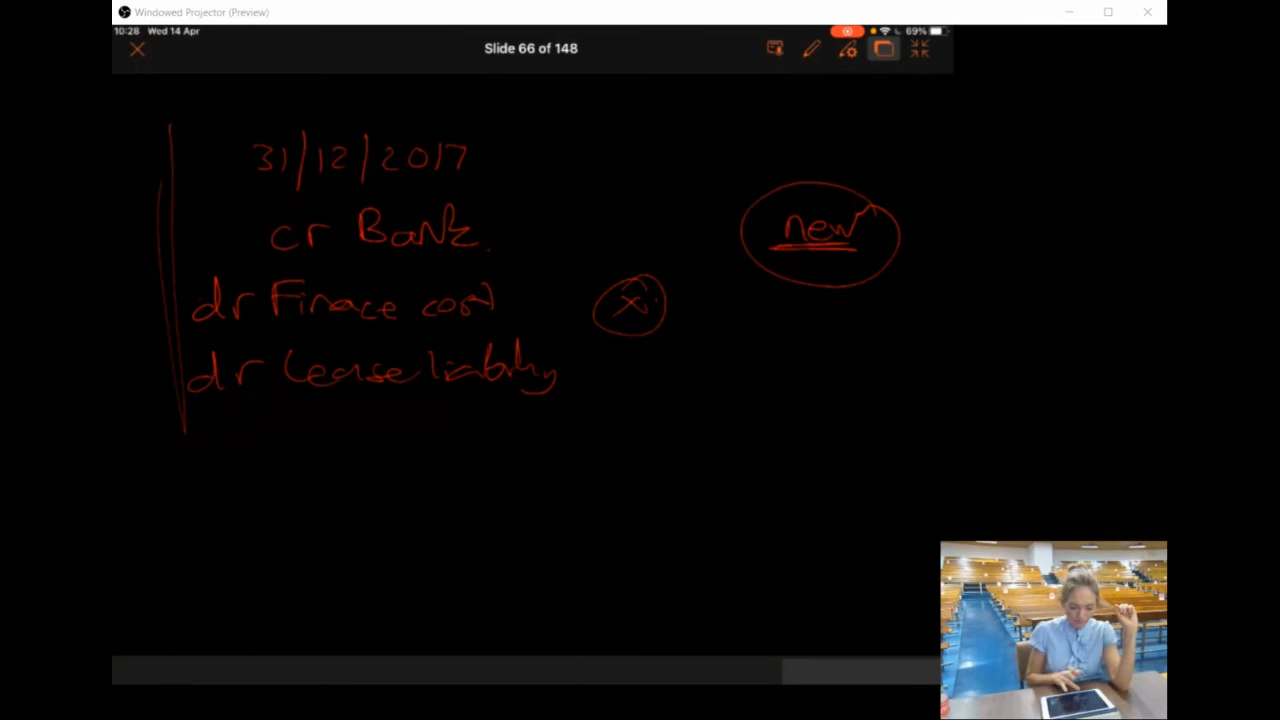 Windowed Projector (Preview)
10:28 Wed 14 Apr
69%
Slide 66 of 148
31/12/2017
cr Bank.
new
dr Finace cost
x
dr Lease liability